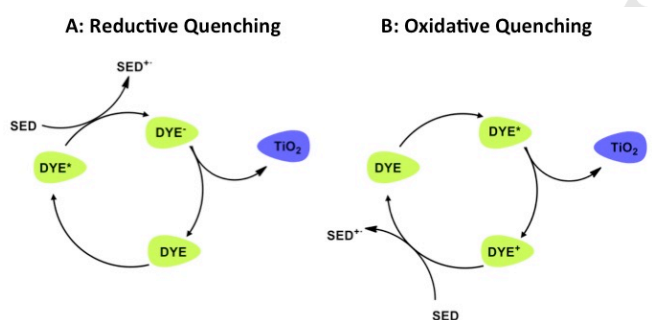 A: Reductive Quenching
SED+·
SED
DYE-
TiO2
DYE*
DYE
B: Oxidative Quenching
DYE*
TiO2
DYE
SED+·
DYE+
SED